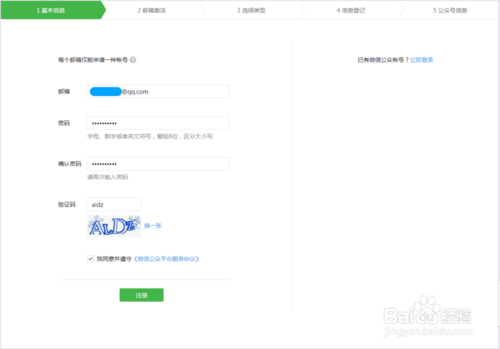 1 基本信息
2 邮箱激活
3 选择类型
4 信息登记
5 公众号信息
每个邮箱仅能申请一种帐号 ?
已有微信公众帐号？立即登录
邮箱
@qq.com
密码
••••••••••
字母、数字或者英文符号，最短8位，区分大小写
确认密码
••••••••••
请再次输入密码
验证码
aldz
ALDZ
换一张
我同意并遵守《微信公众平台服务协议》
注册
Baidu经验
jingyan.baidu.com